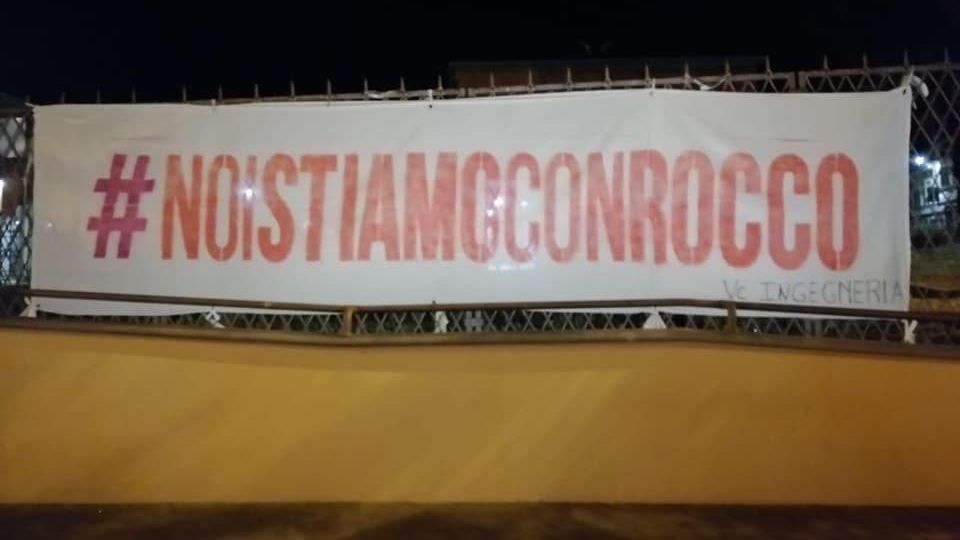 #NOISTIAMOCONROCCO
Vc INGEGNERIA